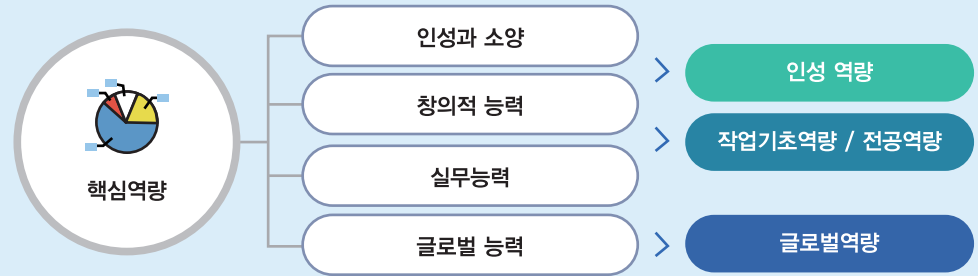 핵심역량
인성과 소양
창의적 능력
실무능력
글로벌 능력
인성 역량
작업기초역량 / 전공역량
글로벌역량